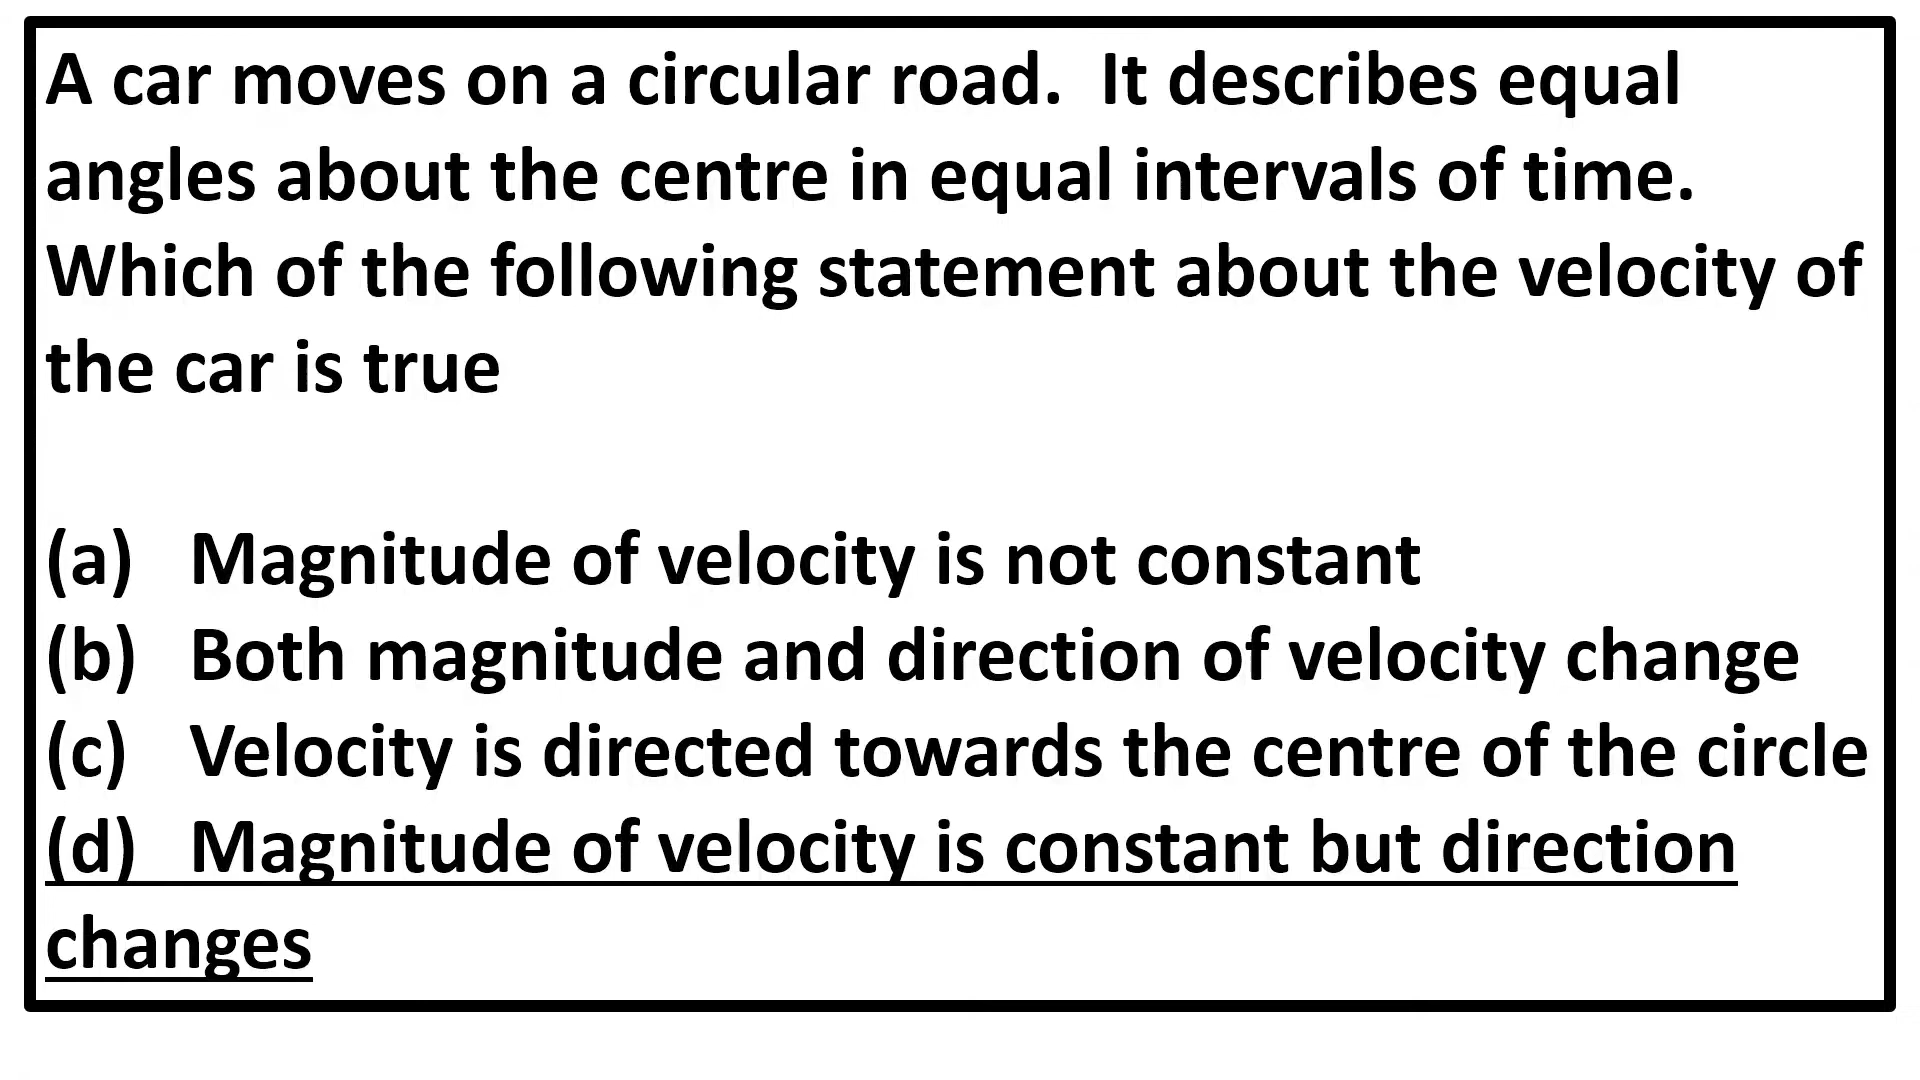 A car moves on a circular road. It describes equal
angles about the centre in equal intervals of time.
Which of the following statement about the velocity of
the car is true
(a) Magnitude of velocity is not constant
(b) Both magnitude and direction of velocity change
(c) Velocity is directed towards the centre of the circle
(d) Magnitude of velocity is constant but direction
changes